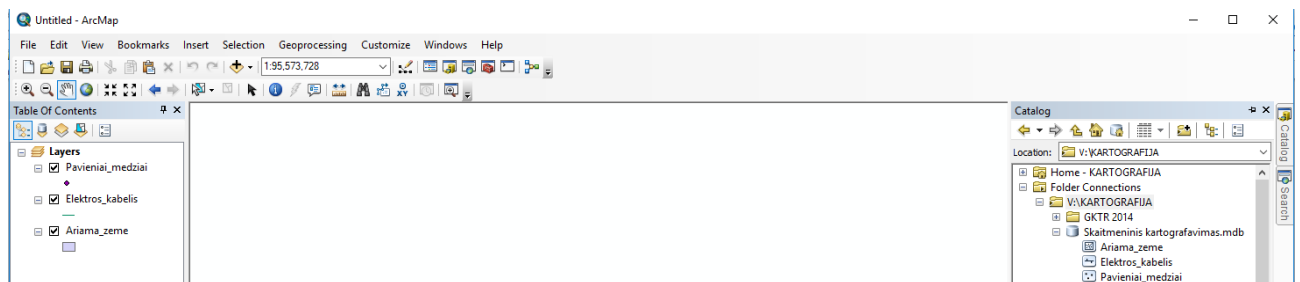 Untitled - ArcMap
File Edit View Bookmarks Insert Selection Geoprocessing Customize Windows Help
1:95,573,728
Table Of Contents
Layers
Pavieniai_medziai
Elektros_kabelis
Ariama_zeme
Catalog
Location: V:\KARTOGRAFIJA
Home - KARTOGRAFIJA
Folder Connections
V:\KARTOGRAFIJA
GKTR 2014
Skaitmeninis kartografavimas.mdb
Ariama_zeme
Elektros_kabelis
Pavieniai_medziai
Catalog
Search